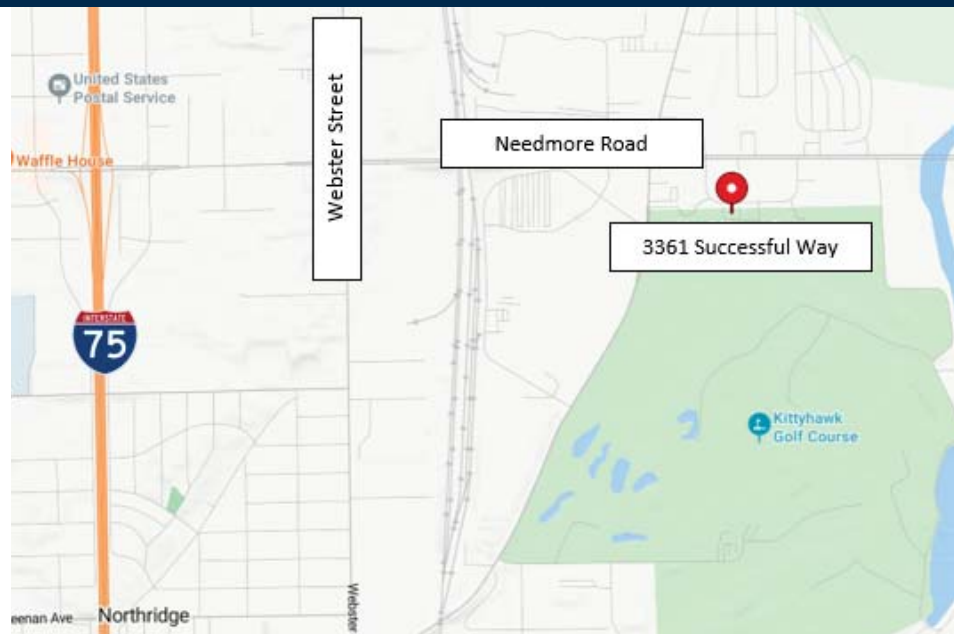 United States
Postal Service
Webster Street
Needmore Road
Waffle House
3361 Successful Way
INTERSTATE
75
Kittyhawk
Golf Course
Webster
eenan Ave
Northridge